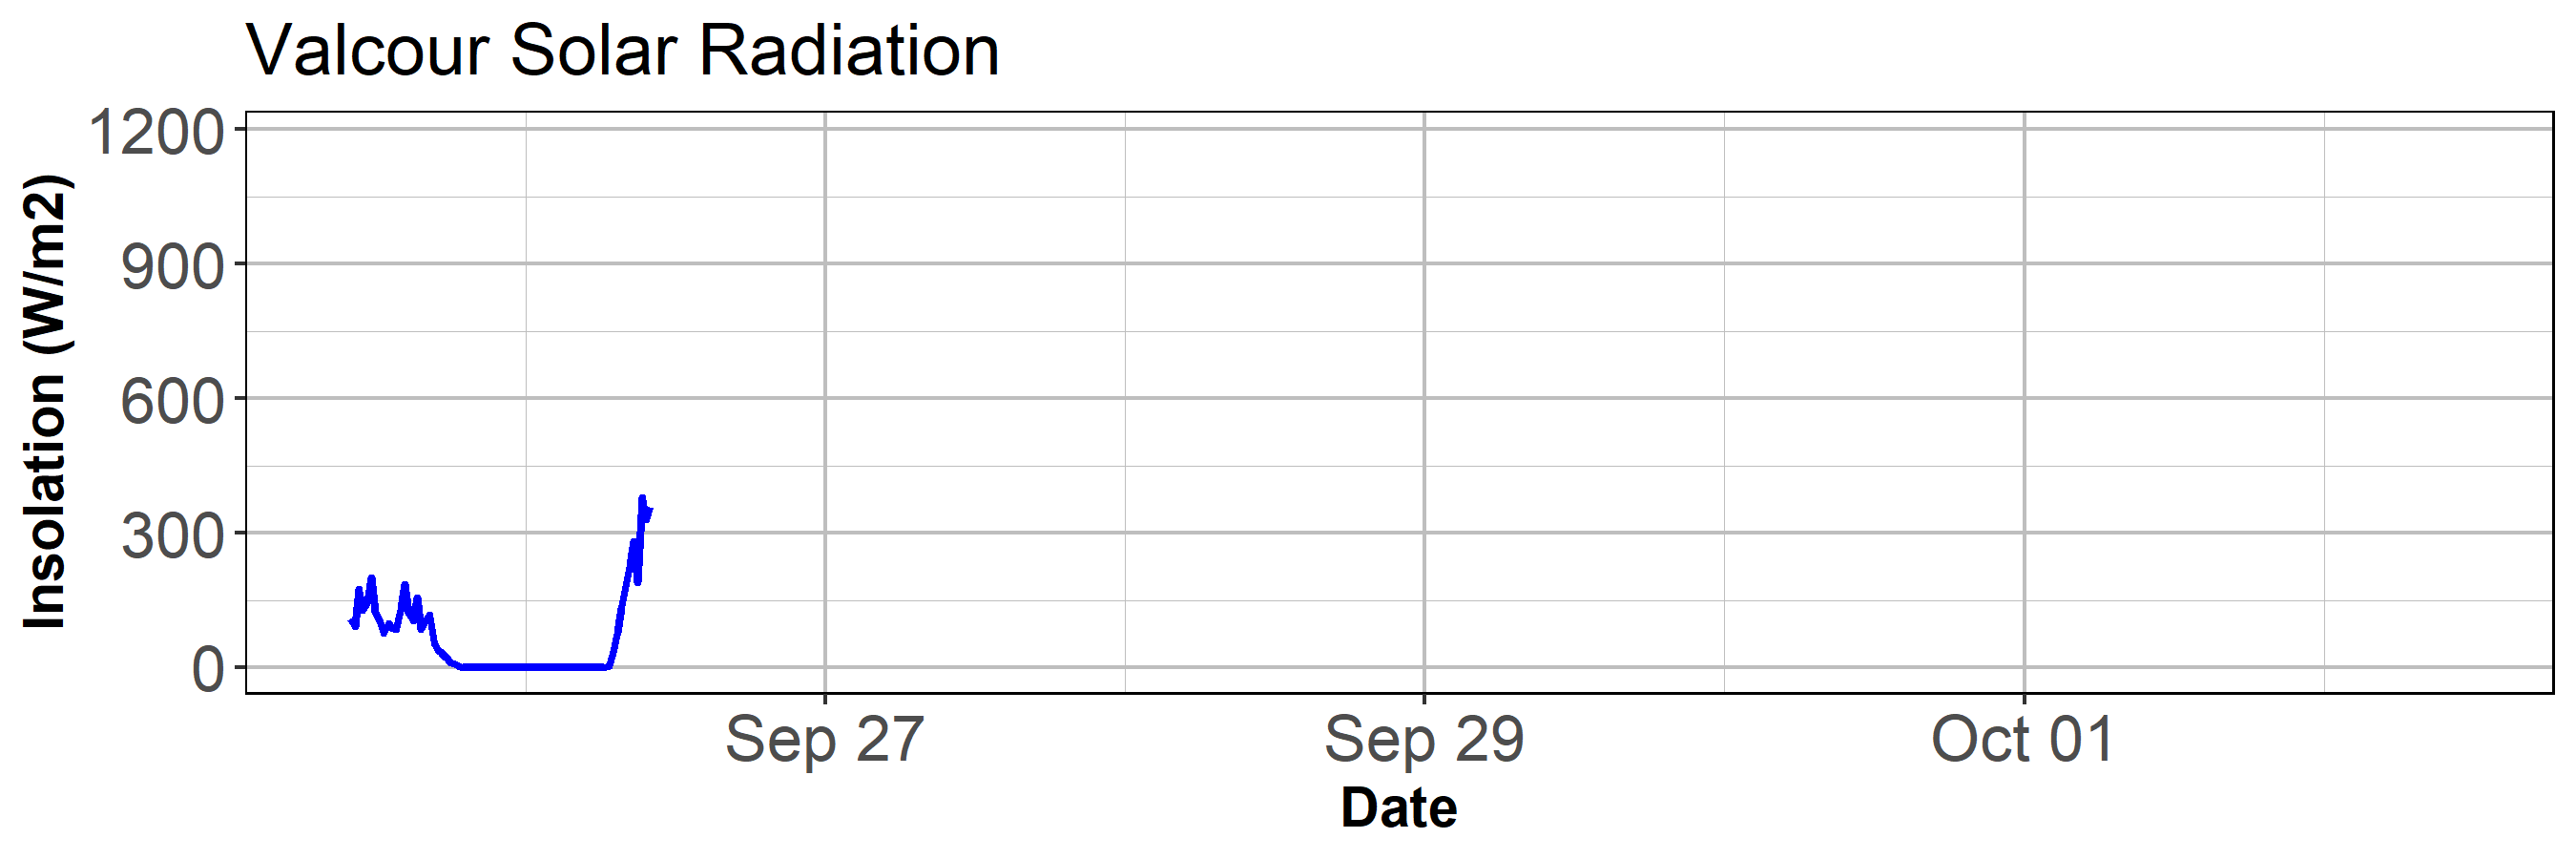 Valcour Solar Radiation
1200
900
600
300
0
Insolation (W/m2)
Sep 27
Sep 29
Oct 01
Date